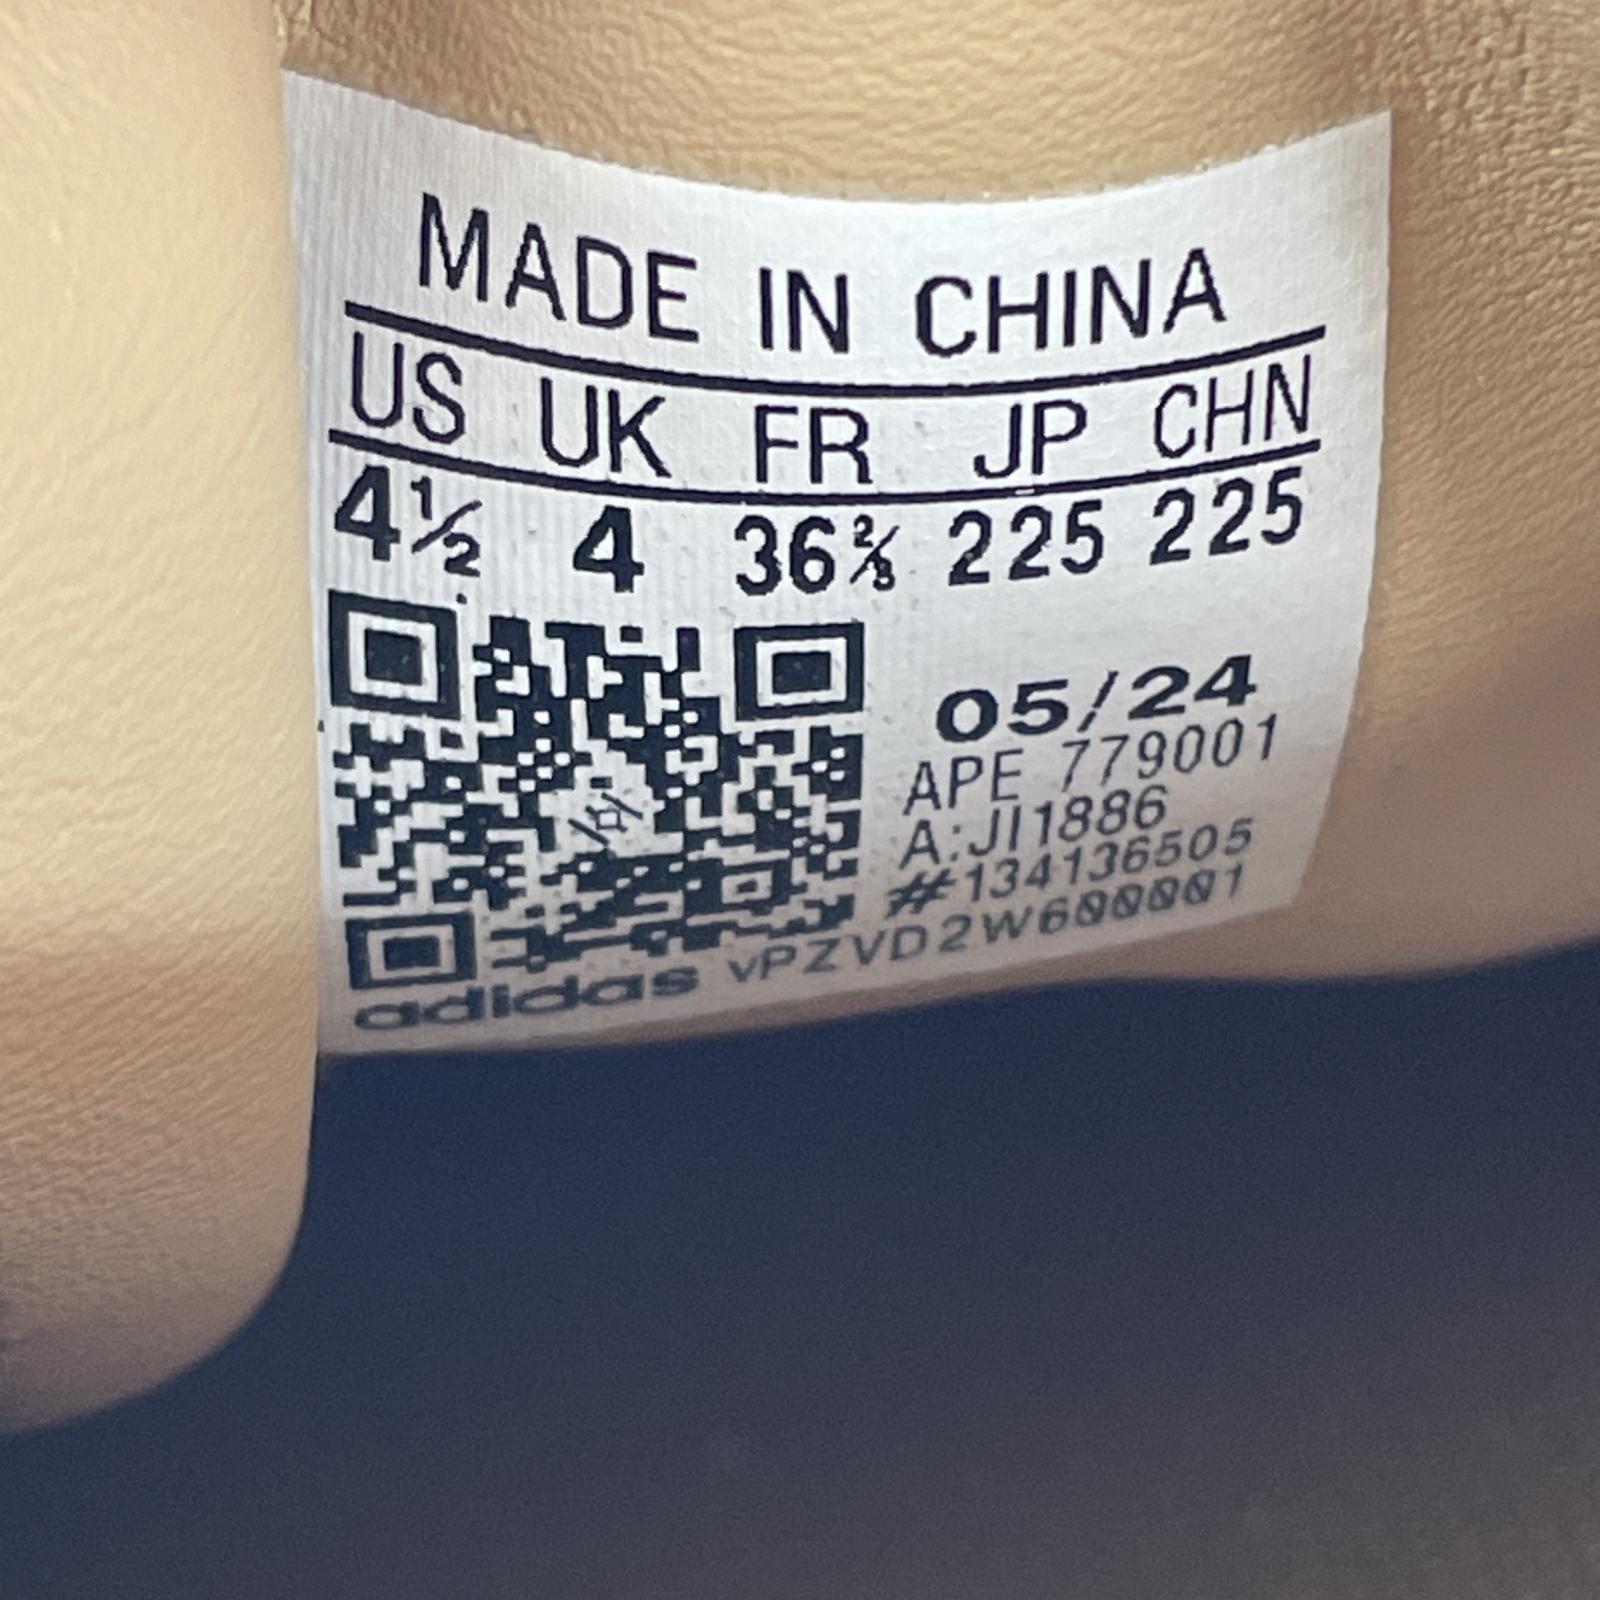 MADE IN CHINA
US UK FR JP CHN
4½ 4 36⅔ 225 225
05/24
APE 779001
A:JI1886
#134136505
adidas VPZVD2W600001